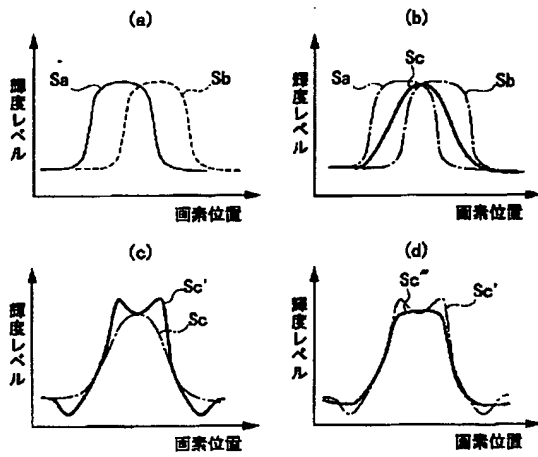 (a)
輝度レベル
Sa
Sb
画素位置
(b)
輝度レベル
Sa
Sc
Sb
画素位置
(c)
輝度レベル
Sc'
Sc
画素位置
(d)
輝度レベル
Sc"
Sc'
画素位置